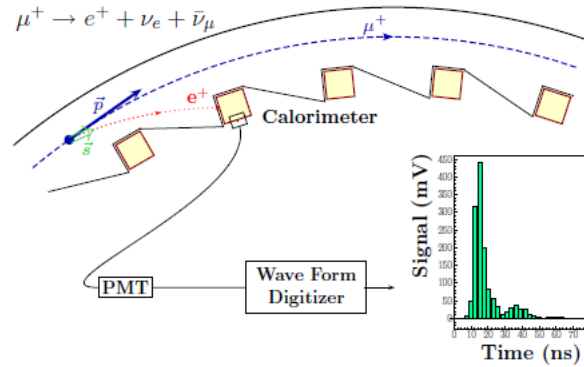 μ⁺ → e⁺ + νₑ + ν̄_μ
μ⁺
p⃗
e⁺
s⃗
Calorimeter
PMT
Wave Form
Digitizer
Signal (mV)
450
400
350
300
250
200
150
100
50
0
0 10 20 30 40 50 60 70
Time (ns)